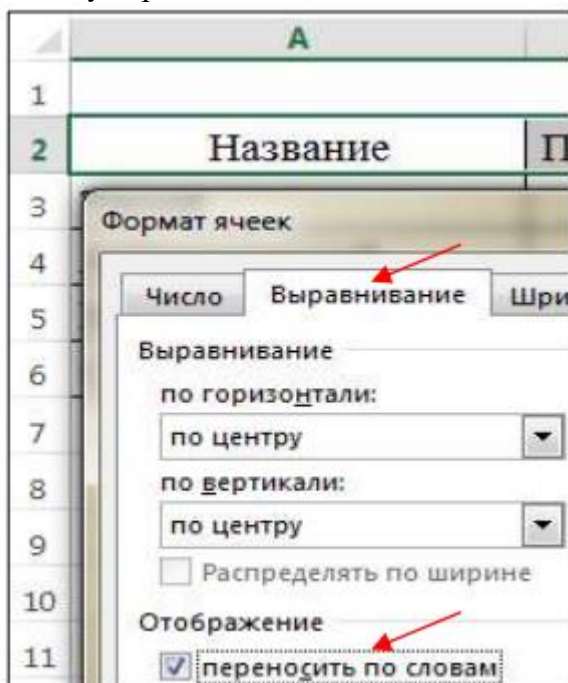 A
1
2 Название П
3
Формат ячеек
4
Число Выравнивание Шри
5
Выравнивание
6
по горизонтали:
7
по центру
8
по вертикали:
по центру
9
Распределять по ширине
10
Отображение
11
переносить по словам